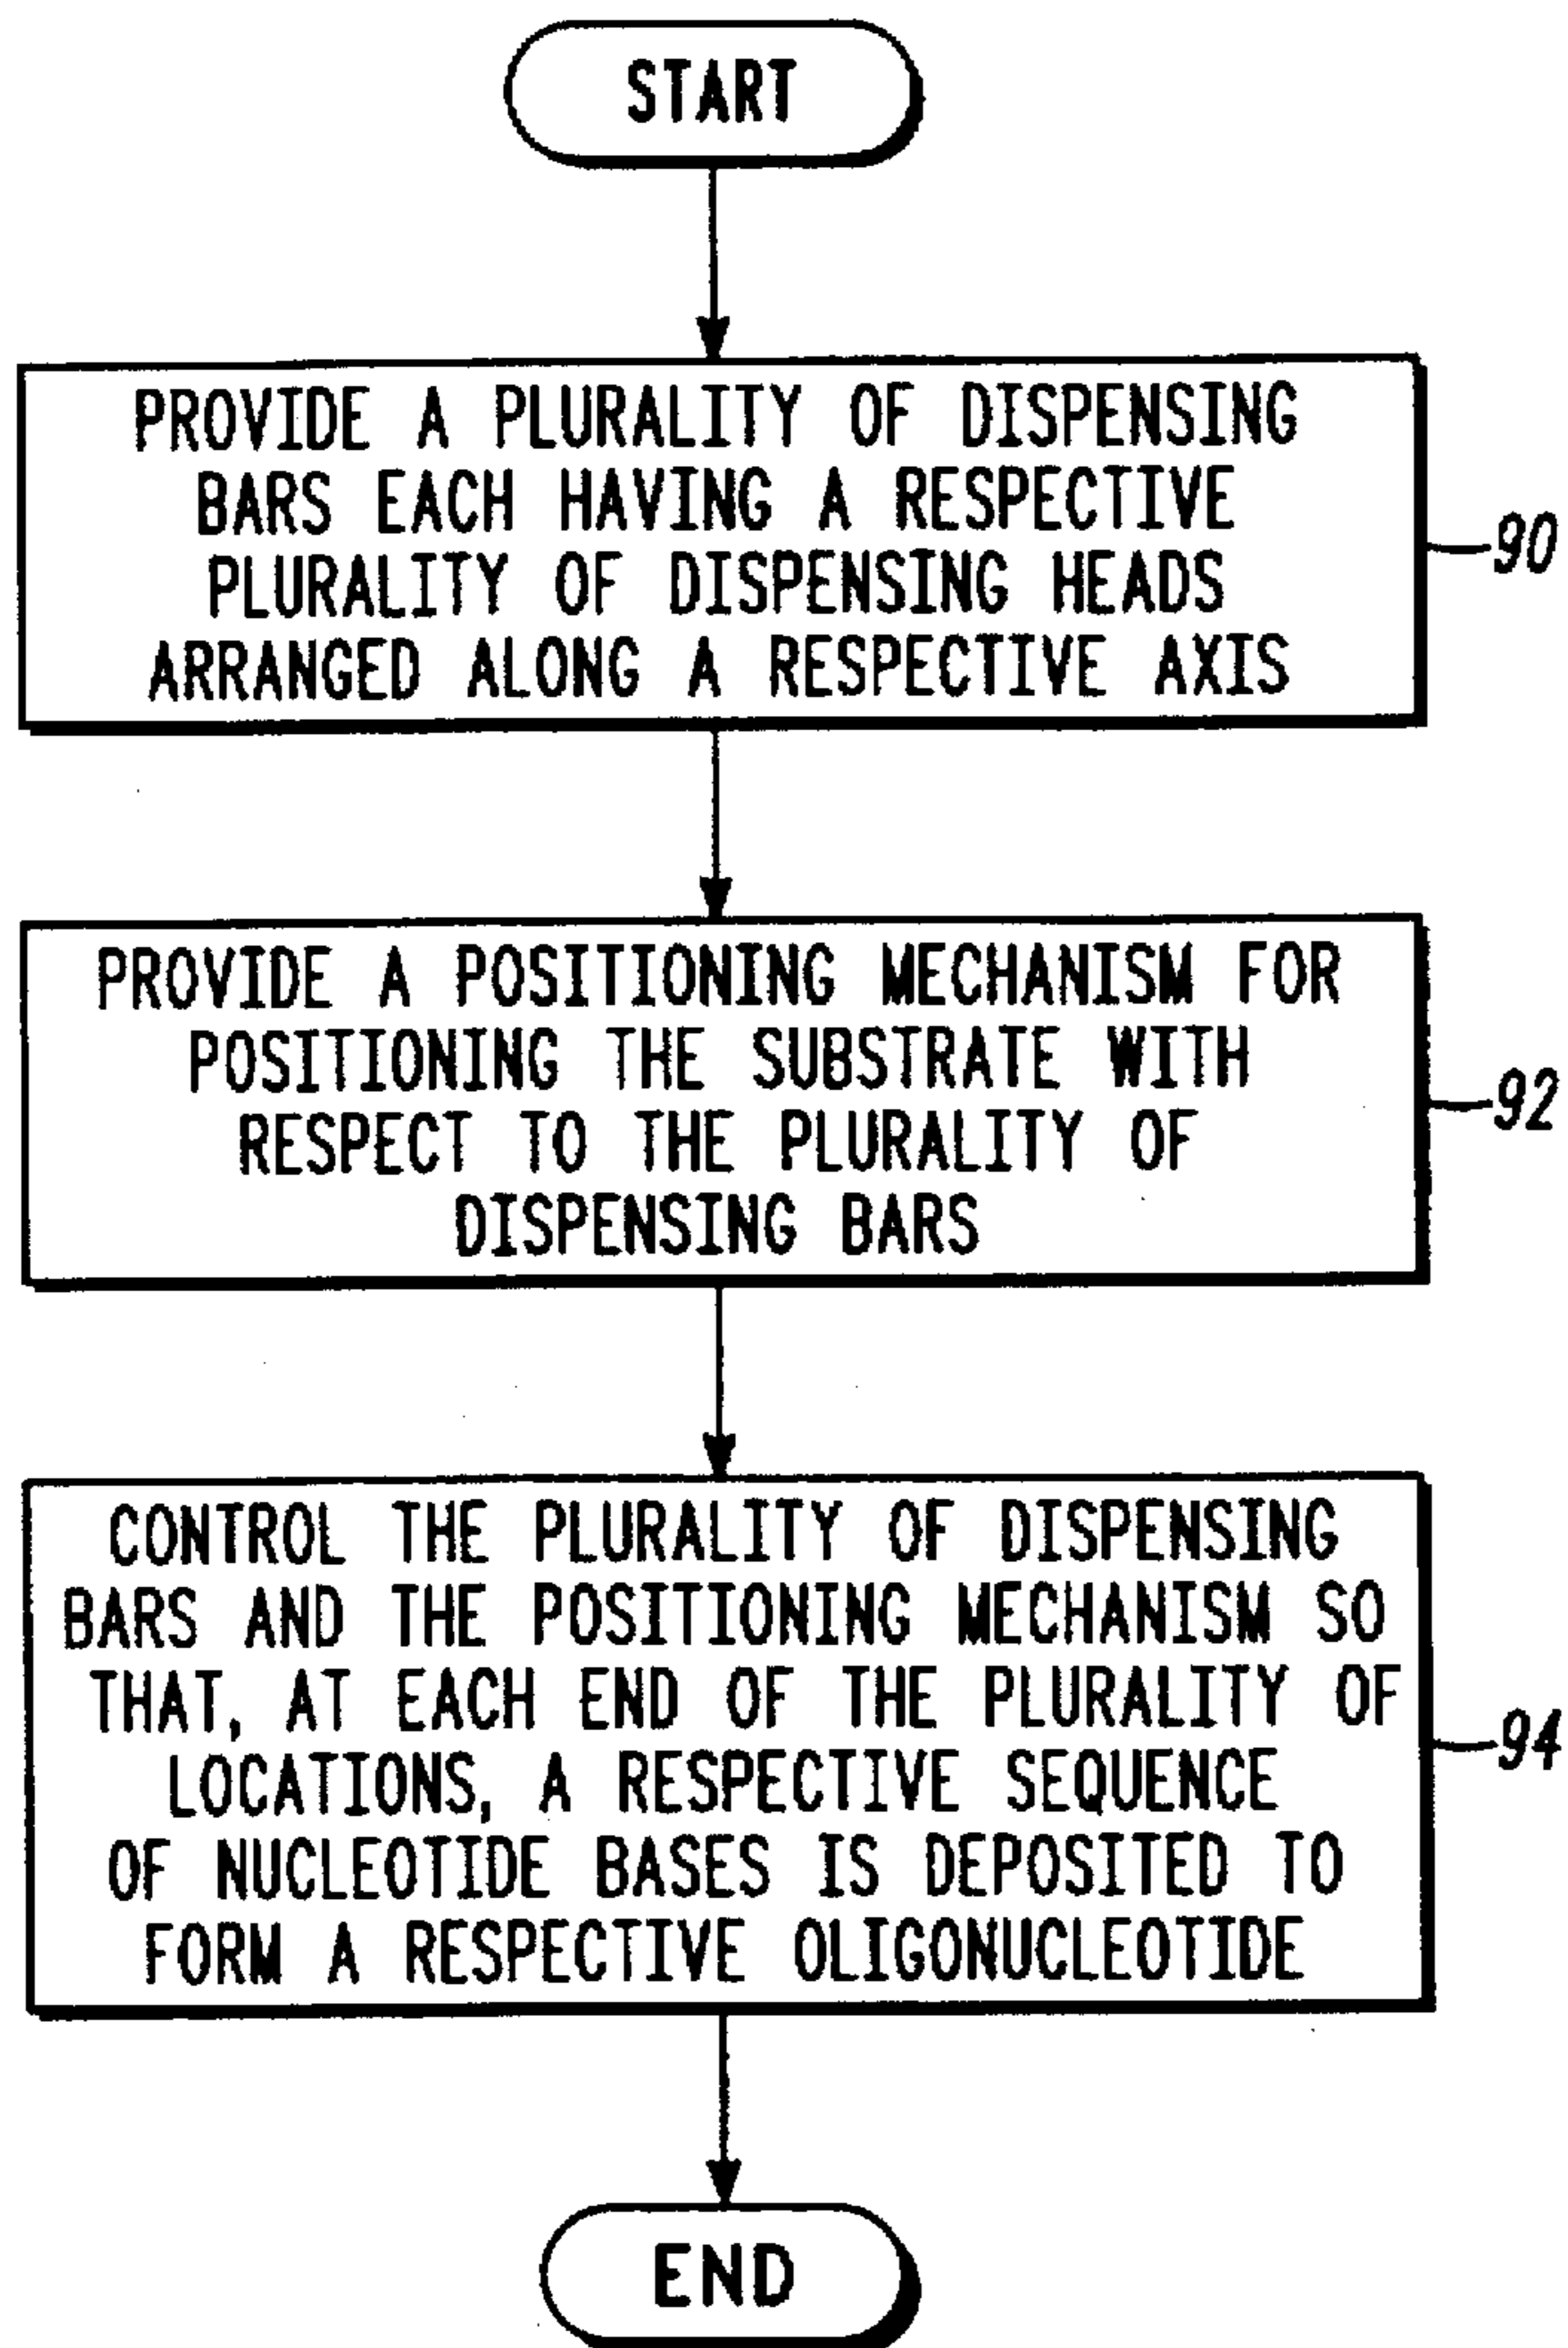 START
PROVIDE A PLURALITY OF DISPENSING
BARS EACH HAVING A RESPECTIVE
PLURALITY OF DISPENSING HEADS
ARRANGED ALONG A RESPECTIVE AXIS
90
PROVIDE A POSITIONING MECHANISM FOR
POSITIONING THE SUBSTRATE WITH
RESPECT TO THE PLURALITY OF
DISPENSING BARS
92
CONTROL THE PLURALITY OF DISPENSING
BARS AND THE POSITIONING MECHANISM SO
THAT, AT EACH END OF THE PLURALITY OF
LOCATIONS, A RESPECTIVE SEQUENCE
OF NUCLEOTIDE BASES IS DEPOSITED TO
FORM A RESPECTIVE OLIGONUCLEOTIDE
94
END